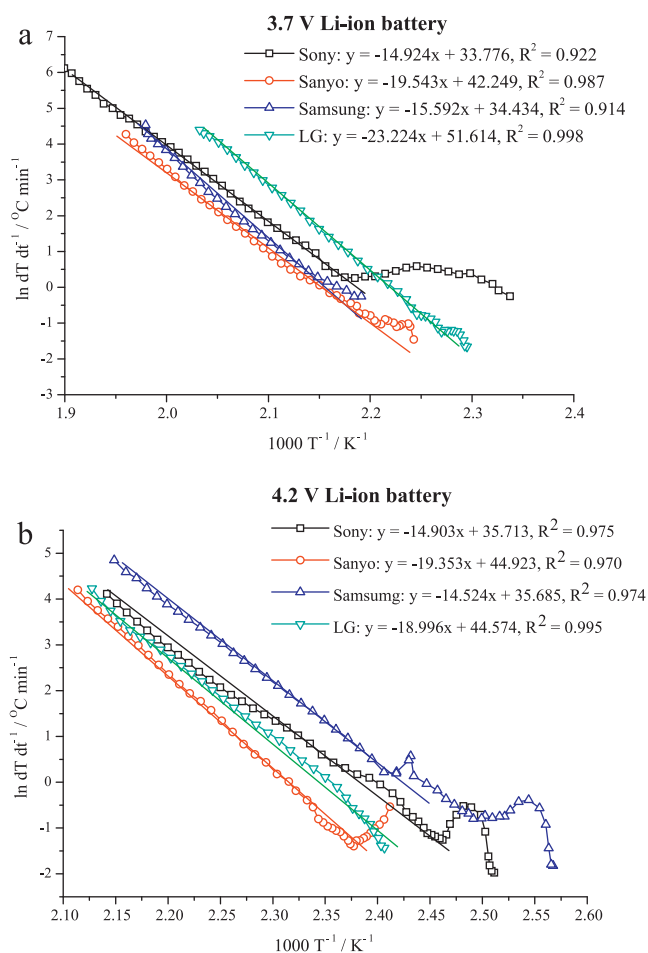 a
3.7 V Li-ion battery
Sony: y = -14.924x + 33.776, R² = 0.922
Sanyo: y = -19.543x + 42.249, R² = 0.987
Samsung: y = -15.592x + 34.434, R² = 0.914
LG: y = -23.224x + 51.614, R² = 0.998
ln dT dt⁻¹ / °C min⁻¹
7
6
5
4
3
2
1
0
-1
-2
-3
1.9 2.0 2.1 2.2 2.3 2.4
1000 T⁻¹ / K⁻¹
b
4.2 V Li-ion battery
Sony: y = -14.903x + 35.713, R² = 0.975
Sanyo: y = -19.353x + 44.923, R² = 0.970
Samsumg: y = -14.524x + 35.685, R² = 0.974
LG: y = -18.996x + 44.574, R² = 0.995
ln dT dt⁻¹ / °C min⁻¹
5
4
3
2
1
0
-1
-2
2.10 2.15 2.20 2.25 2.30 2.35 2.40 2.45 2.50 2.55 2.60
1000 T⁻¹ / K⁻¹